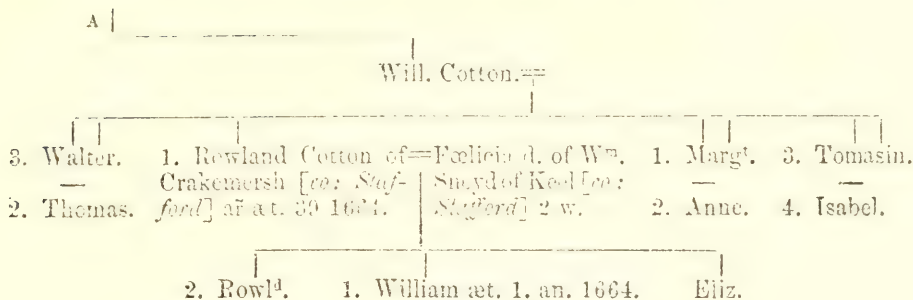 A
Will. Cotton.
3. Walter. 1. Rowland Cotton of=Fœlicia d. of Wᵐ. 1. Margᵗ. 3. Tomasin.
— Crakemersh [co: Staf- Sneyd of Keel [co: — —
2. Thomas. ford] ar̃ æt. 39 1664. Stafford] 2 w. 2. Anne. 4. Isabel.
2. Rowlᵈ. 1. William æt. 1. an. 1664. Eliz.